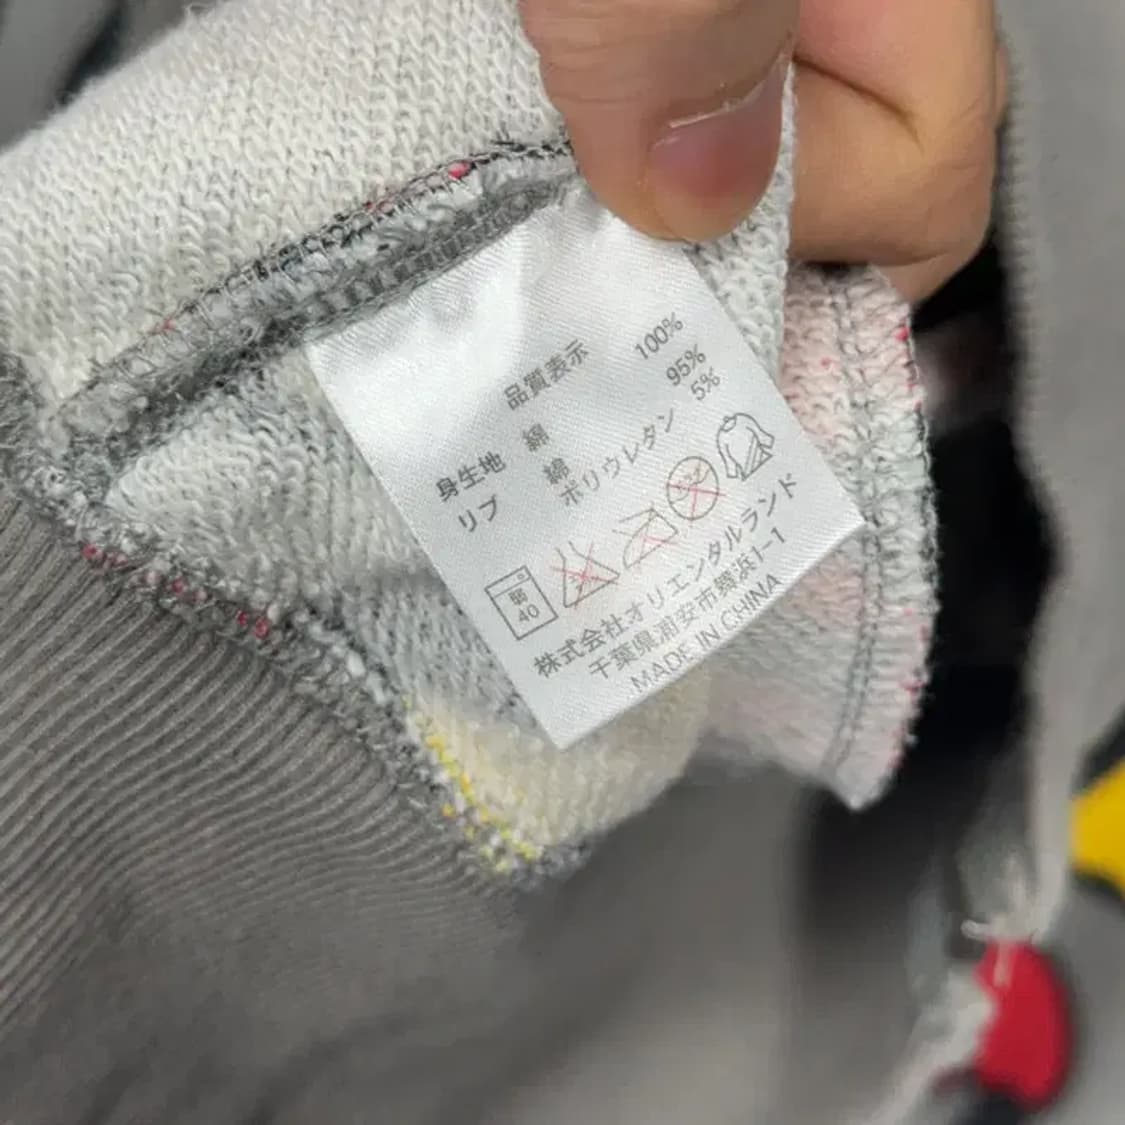 品質表示
身生地 綿 100%
リブ 綿 95%
ポリウレタン 5%
弱 40
株式会社オリエンタルランド
千葉県浦安市舞浜1-1
MADE IN CHINA